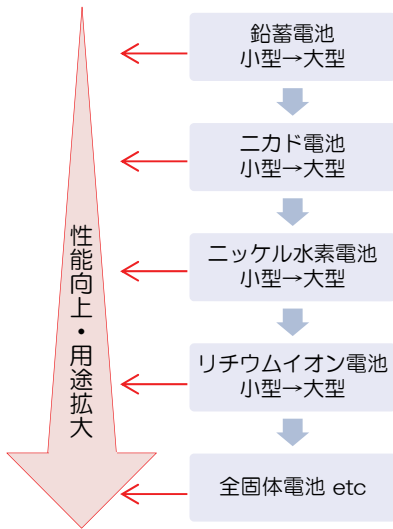 鉛蓄電池
小型→大型
ニカド電池
小型→大型
ニッケル水素電池
小型→大型
リチウムイオン電池
小型→大型
全固体電池 etc
性能向上・用途拡大